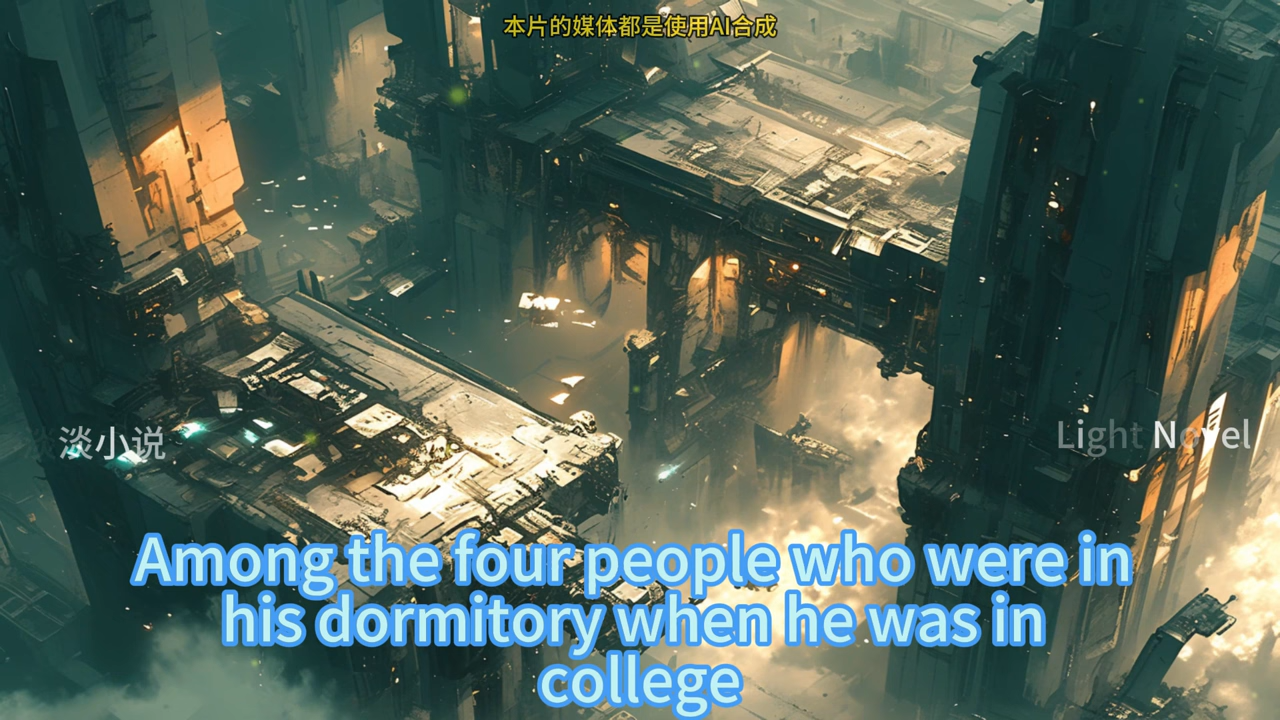 本片的媒体都是使用AI合成
淡小说
Light Novel
Among the four people who were in
his dormitory when he was in
college